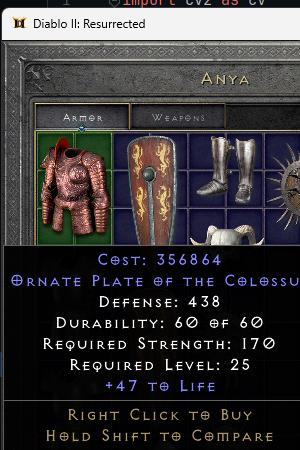 import cv2 as cv
Diablo II: Resurrected
Anya
Armor
Weapons
Cost: 356864
Ornate Plate of the Colossu
Defense: 438
Durability: 60 of 60
Required Strength: 170
Required Level: 25
+47 to Life
Right Click to Buy
Hold Shift to Compare